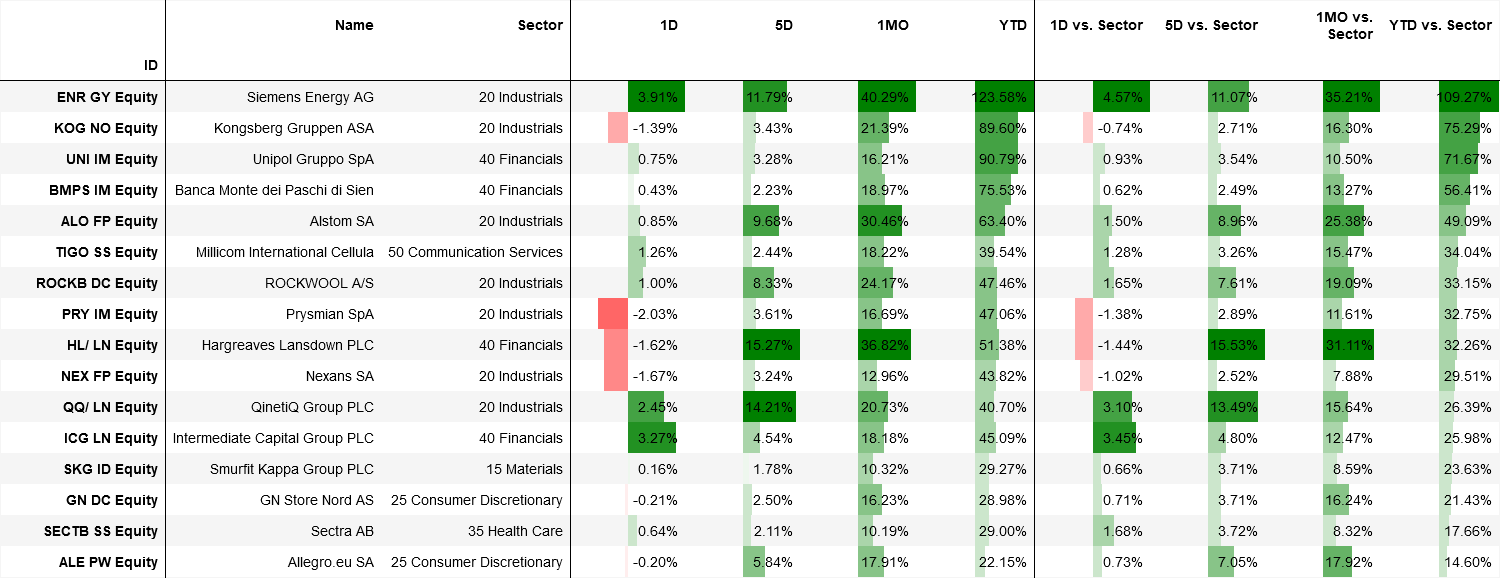 Name Sector 1D 5D 1MO YTD 1D vs. Sector 5D vs. Sector 1MO vs. Sector YTD vs. Sector
ID
ENR GY Equity Siemens Energy AG 20 Industrials 3.91% 11.79% 40.29% 123.58% 4.57% 11.07% 35.21% 109.27%
KOG NO Equity Kongsberg Gruppen ASA 20 Industrials -1.39% 3.43% 21.39% 89.60% -0.74% 2.71% 16.30% 75.29%
UNI IM Equity Unipol Gruppo SpA 40 Financials 0.75% 3.28% 16.21% 90.79% 0.93% 3.54% 10.50% 71.67%
BMPS IM Equity Banca Monte dei Paschi di Sien 40 Financials 0.43% 2.23% 18.97% 75.53% 0.62% 2.49% 13.27% 56.41%
ALO FP Equity Alstom SA 20 Industrials 0.85% 9.68% 30.46% 63.40% 1.50% 8.96% 25.38% 49.09%
TIGO SS Equity Millicom International Cellula 50 Communication Services 1.26% 2.44% 18.22% 39.54% 1.28% 3.26% 15.47% 34.04%
ROCKB DC Equity ROCKWOOL A/S 20 Industrials 1.00% 8.33% 24.17% 47.46% 1.65% 7.61% 19.09% 33.15%
PRY IM Equity Prysmian SpA 20 Industrials -2.03% 3.61% 16.69% 47.06% -1.38% 2.89% 11.61% 32.75%
HL/ LN Equity Hargreaves Lansdown PLC 40 Financials -1.62% 15.27% 36.82% 51.38% -1.44% 15.53% 31.11% 32.26%
NEX FP Equity Nexans SA 20 Industrials -1.67% 3.24% 12.96% 43.82% -1.02% 2.52% 7.88% 29.51%
QQ/ LN Equity QinetiQ Group PLC 20 Industrials 2.45% 14.21% 20.73% 40.70% 3.10% 13.49% 15.64% 26.39%
ICG LN Equity Intermediate Capital Group PLC 40 Financials 3.27% 4.54% 18.18% 45.09% 3.45% 4.80% 12.47% 25.98%
SKG ID Equity Smurfit Kappa Group PLC 15 Materials 0.16% 1.78% 10.32% 29.27% 0.66% 3.71% 8.59% 23.63%
GN DC Equity GN Store Nord AS 25 Consumer Discretionary -0.21% 2.50% 16.23% 28.98% 0.71% 3.71% 16.24% 21.43%
SECTB SS Equity Sectra AB 35 Health Care 0.64% 2.11% 10.19% 29.00% 1.68% 3.72% 8.32% 17.66%
ALE PW Equity Allegro.eu SA 25 Consumer Discretionary -0.20% 5.84% 17.91% 22.15% 0.73% 7.05% 17.92% 14.60%